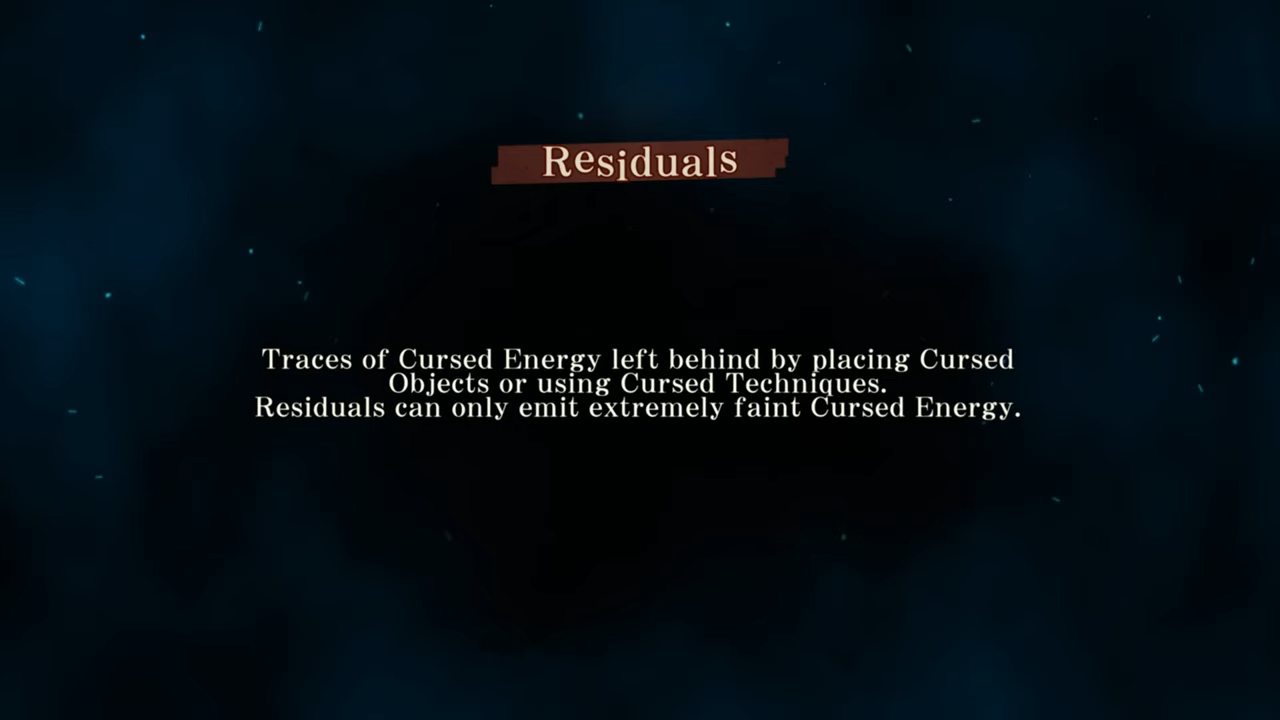 Residuals
Traces of Cursed Energy left behind by placing Cursed
Objects or using Cursed Techniques.
Residuals can only emit extremely faint Cursed Energy.